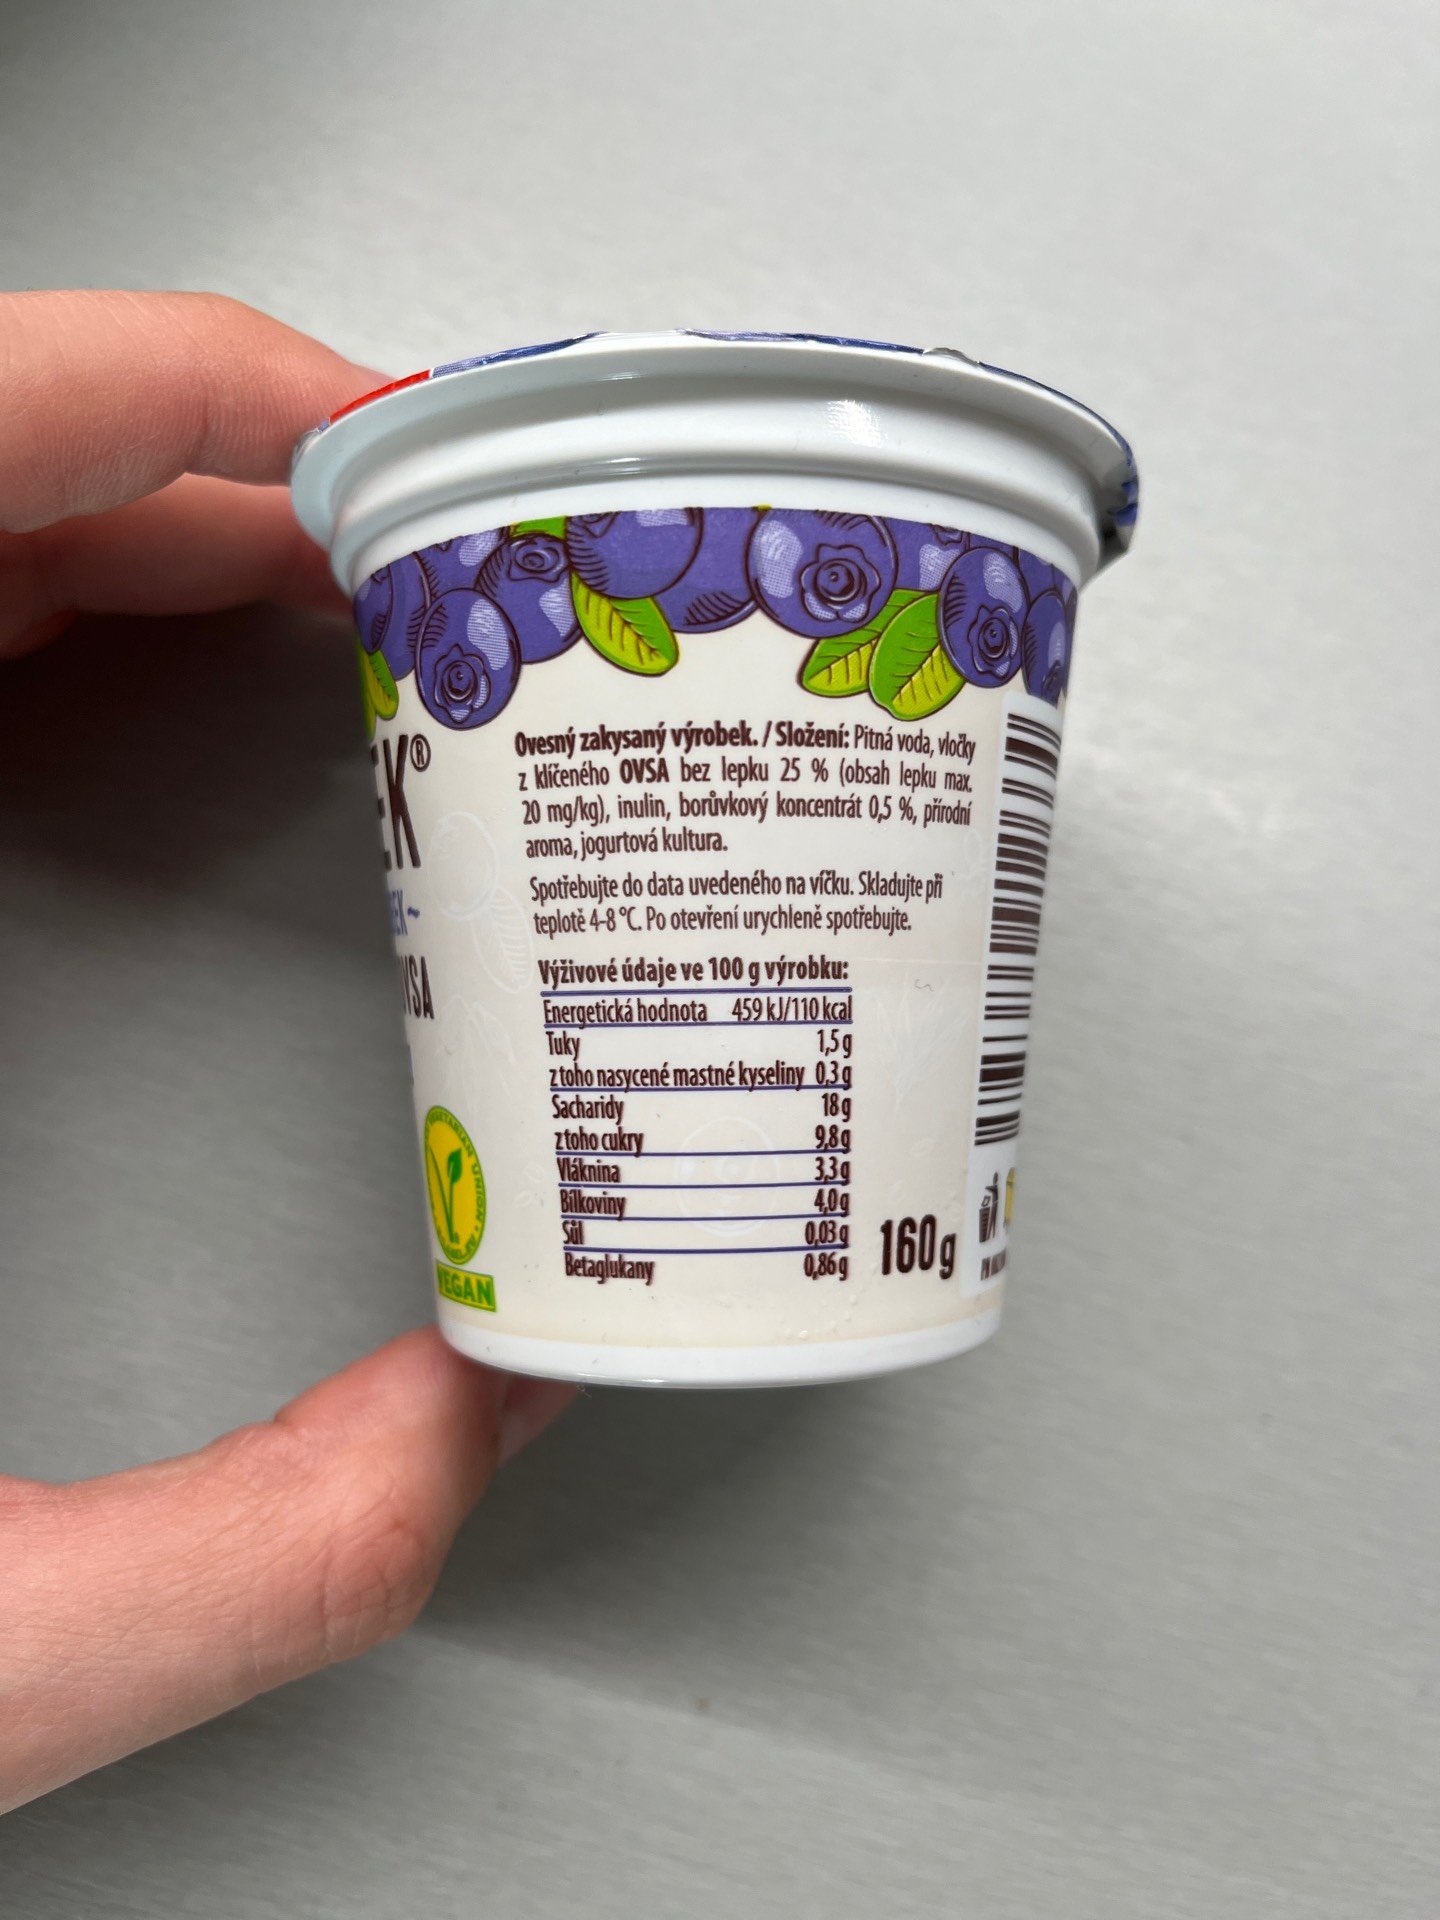 EK®
EK~
OVSA
VEGETARIAN UNION
VEGAN
Ovesný zakysaný výrobek. / Složení: Pitná voda, vločky
z klíčeného OVSA bez lepku 25 % (obsah lepku max.
20 mg/kg), inulin, borůvkový koncentrát 0,5 %, přírodní
aroma, jogurtová kultura.
Spotřebujte do data uvedeného na víčku. Skladujte při
teplotě 4-8 °C. Po otevření urychleně spotřebujte.
Výživové údaje ve 100 g výrobku:
Energetická hodnota 459 kJ/110 kcal
Tuky 1,5 g
z toho nasycené mastné kyseliny 0,3 g
Sacharidy 18 g
z toho cukry 9,8 g
Vláknina 3,3 g
Bílkoviny 4,0 g
Sůl 0,03 g
Betaglukany 0,86 g
160 g